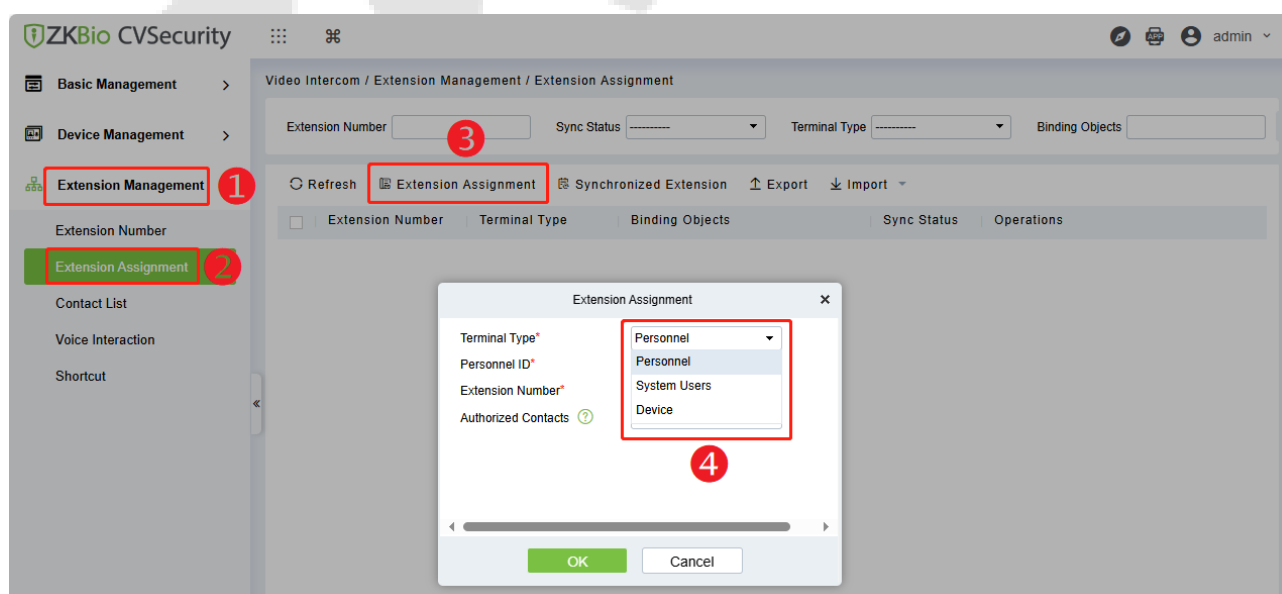 ZKBio CVSecurity
admin
Basic Management
Device Management
Extension Management
1
Extension Number
Extension Assignment
2
Contact List
Voice Interaction
Shortcut
Video Intercom / Extension Management / Extension Assignment
Extension Number
Sync Status ----------
Terminal Type ----------
Binding Objects
3
Refresh Extension Assignment Synchronized Extension Export Import
Extension Number Terminal Type Binding Objects Sync Status Operations
Extension Assignment ×
Terminal Type* Personnel
Personnel ID* Personnel
Extension Number* System Users
Authorized Contacts ? Device
4
OK Cancel